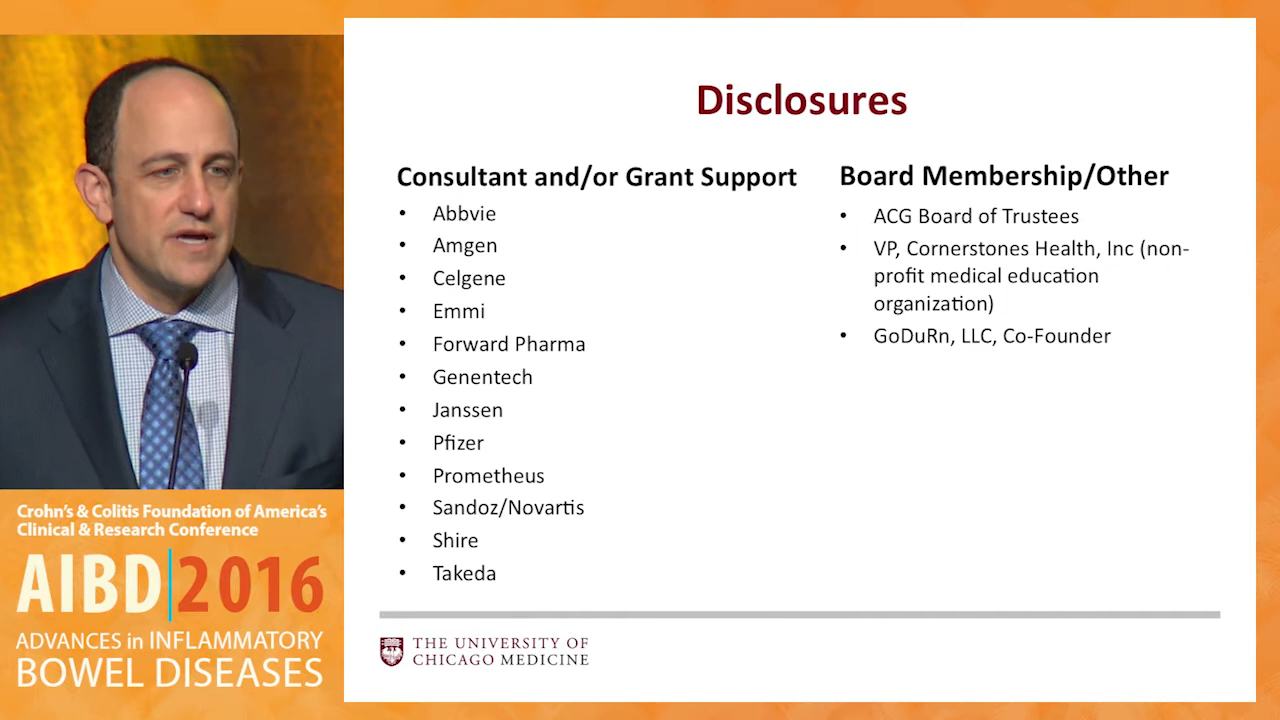 Disclosures
Consultant and/or Grant Support
• Abbvie
• Amgen
• Celgene
• Emmi
• Forward Pharma
• Genentech
• Janssen
• Pfizer
• Prometheus
• Sandoz/Novartis
• Shire
• Takeda
Board Membership/Other
• ACG Board of Trustees
• VP, Cornerstones Health, Inc (non-
profit medical education
organization)
• GoDuRn, LLC, Co-Founder
THE UNIVERSITY OF
CHICAGO MEDICINE
Crohn's & Colitis Foundation of America's
Clinical & Research Conference
AIBD|2016
ADVANCES in INFLAMMATORY
BOWEL DISEASES